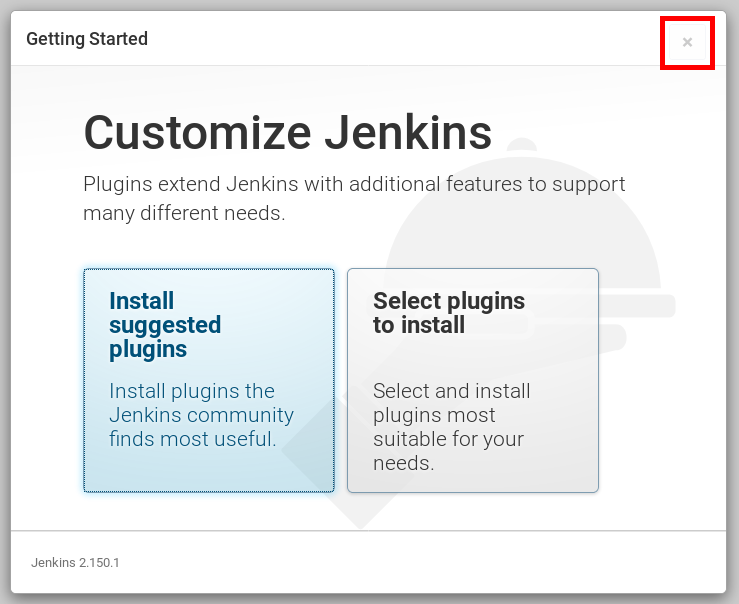 Getting Started
×
Customize Jenkins
Plugins extend Jenkins with additional features to support
many different needs.
Install
suggested
plugins
Install plugins the
Jenkins community
finds most useful.
Select plugins
to install
Select and install
plugins most
suitable for your
needs.
Jenkins 2.150.1